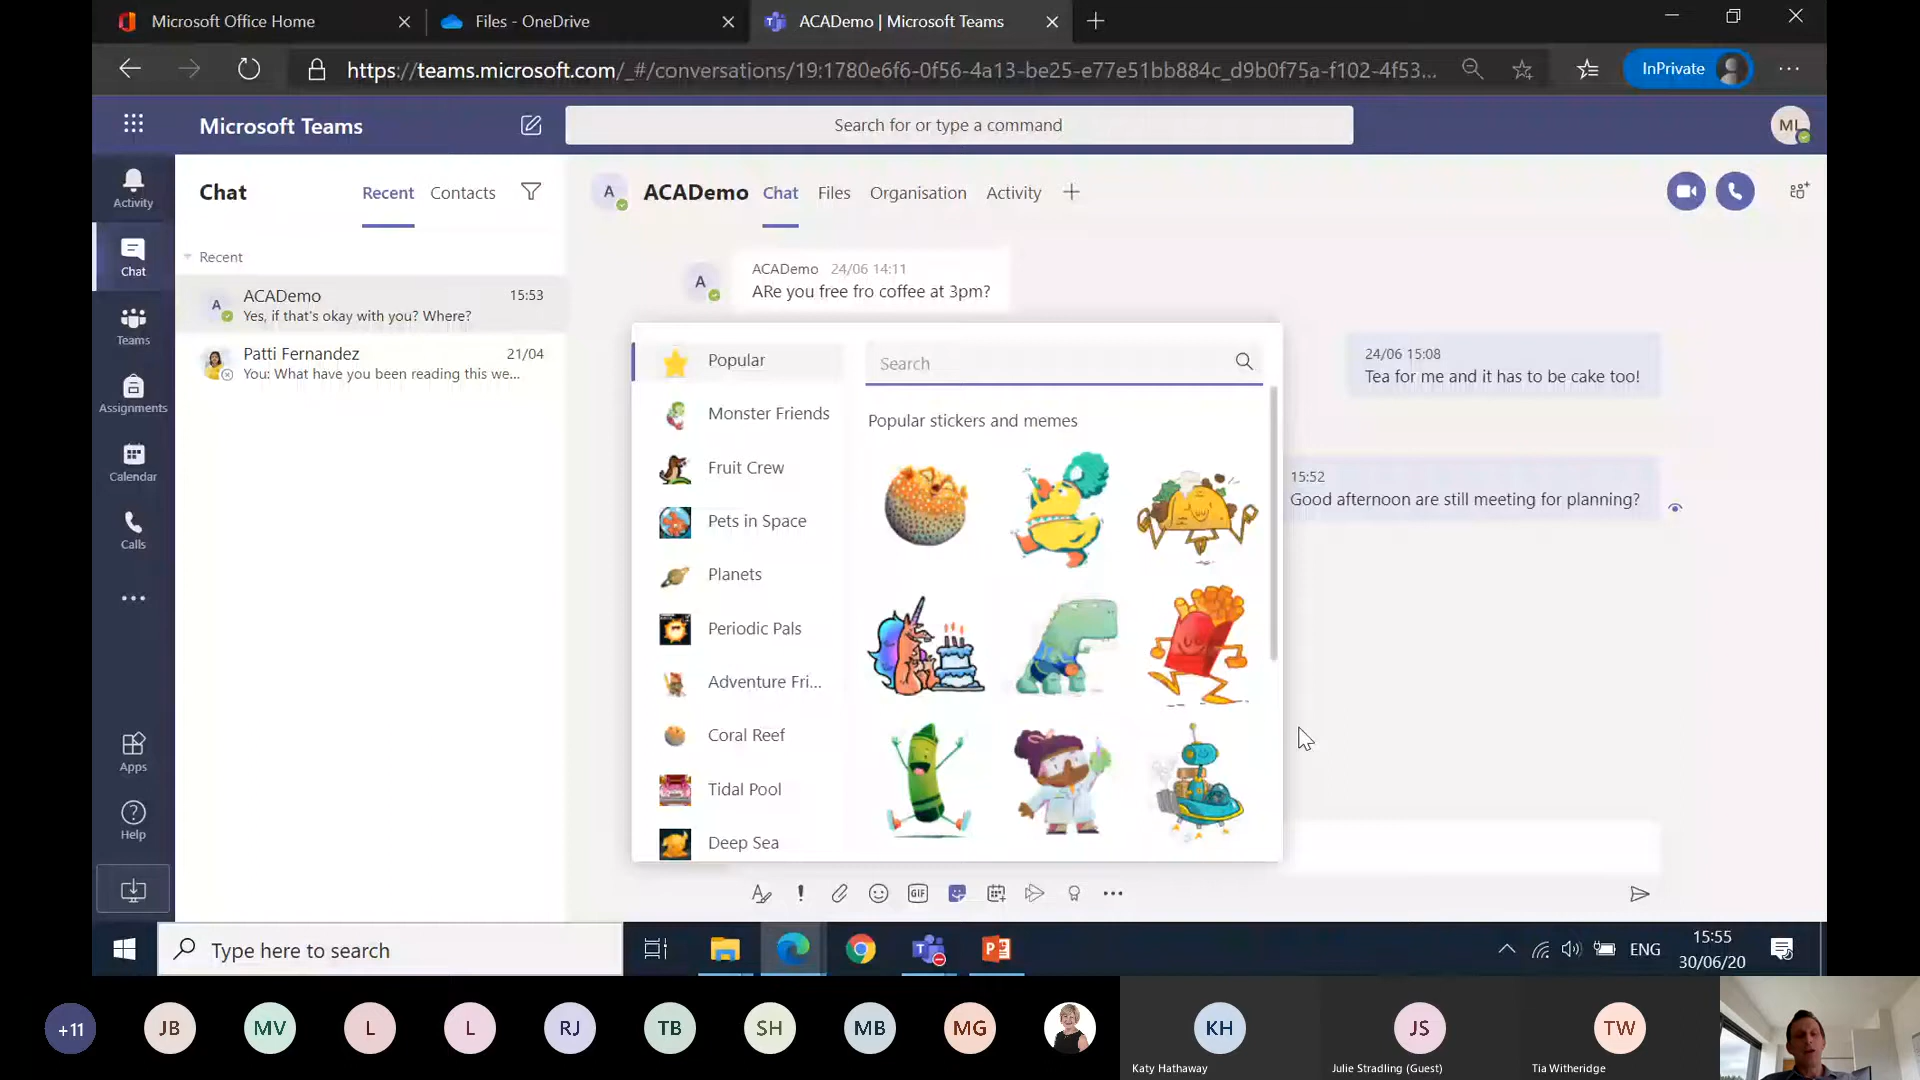 Microsoft Office Home
Files - OneDrive
ACADemo | Microsoft Teams
https://teams.microsoft.com/_#/conversations/19:1780e6f6-0f56-4a13-be25-e77e51bb884c_d9b0f75a-f102-4f53...
InPrivate
Microsoft Teams
Search for or type a command
ML
Activity
Chat
Teams
Assignments
Calendar
Calls
Apps
Help
Chat
Recent
Contacts
Recent
ACADemo
15:53
Yes, if that's okay with you? Where?
Patti Fernandez
21/04
You: What have you been reading this we...
A
A
ACADemo
Chat
Files
Organisation
Activity
A
ACADemo 24/06 14:11
ARe you free fro coffee at 3pm?
24/06 15:08
Tea for me and it has to be cake too!
15:52
Good afternoon are still meeting for planning?
Popular
Monster Friends
Fruit Crew
Pets in Space
Planets
Periodic Pals
Adventure Fri...
Coral Reef
Tidal Pool
Deep Sea
Search
Popular stickers and memes
GIF
Type here to search
ENG
15:55
30/06/20
+11
JB
MV
L
L
RJ
TB
SH
MB
MG
KH
Katy Hathaway
JS
Julie Stradling (Guest)
TW
Tia Witheridge